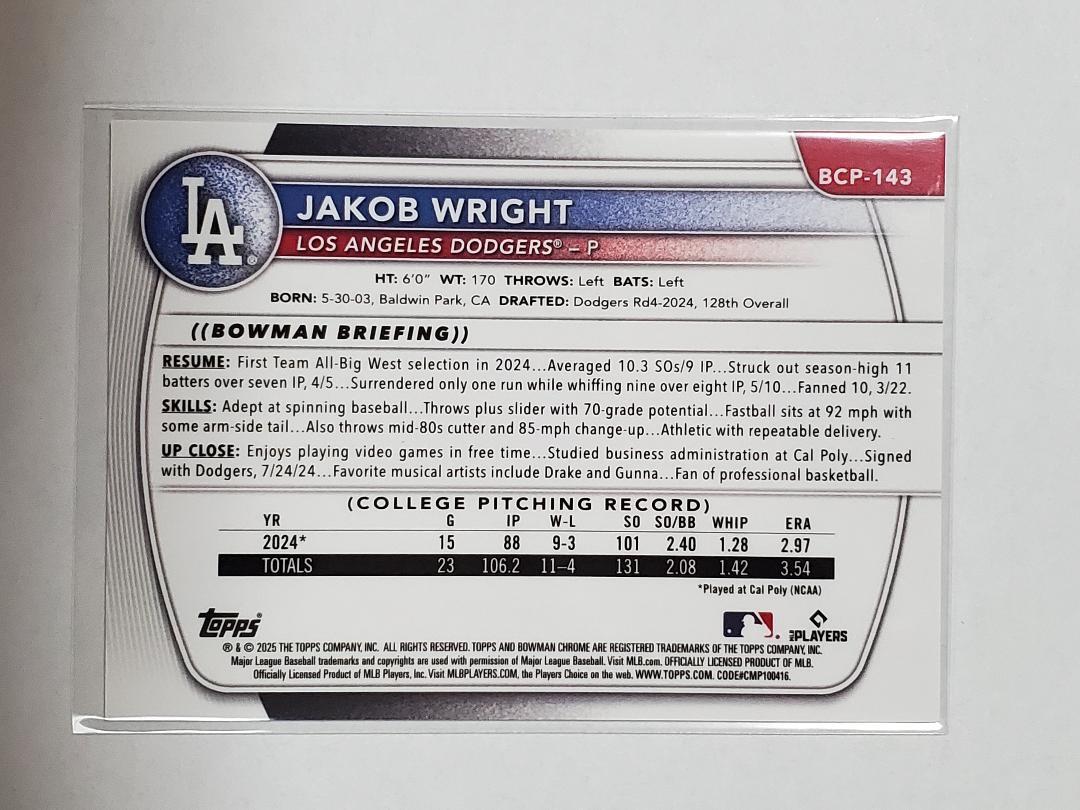 BCP-143
LA®
JAKOB WRIGHT
LOS ANGELES DODGERS® – P
HT: 6'0" WT: 170 THROWS: Left BATS: Left
BORN: 5-30-03, Baldwin Park, CA DRAFTED: Dodgers Rd4-2024, 128th Overall
((BOWMAN BRIEFING))
RESUME: First Team All-Big West selection in 2024...Averaged 10.3 SOs/9 IP...Struck out season-high 11
batters over seven IP, 4/5...Surrendered only one run while whiffing nine over eight IP, 5/10...Fanned 10, 3/22.
SKILLS: Adept at spinning baseball...Throws plus slider with 70-grade potential...Fastball sits at 92 mph with
some arm-side tail...Also throws mid-80s cutter and 85-mph change-up...Athletic with repeatable delivery.
UP CLOSE: Enjoys playing video games in free time...Studied business administration at Cal Poly...Signed
with Dodgers, 7/24/24...Favorite musical artists include Drake and Gunna...Fan of professional basketball.
(COLLEGE PITCHING RECORD)
YR G IP W-L SO SO/BB WHIP ERA
2024* 15 88 9-3 101 2.40 1.28 2.97
TOTALS 23 106.2 11–4 131 2.08 1.42 3.54
*Played at Cal Poly (NCAA)
Topps® MLB PLAYERS
® & © 2025 THE TOPPS COMPANY, INC. ALL RIGHTS RESERVED. TOPPS AND BOWMAN CHROME ARE REGISTERED TRADEMARKS OF THE TOPPS COMPANY, INC.
Major League Baseball trademarks and copyrights are used with permission of Major League Baseball. Visit MLB.com. OFFICIALLY LICENSED PRODUCT OF MLB.
Officially Licensed Product of MLB Players, Inc. Visit MLBPLAYERS.COM, the Players Choice on the web. WWW.TOPPS.COM. CODE#CMP100416.